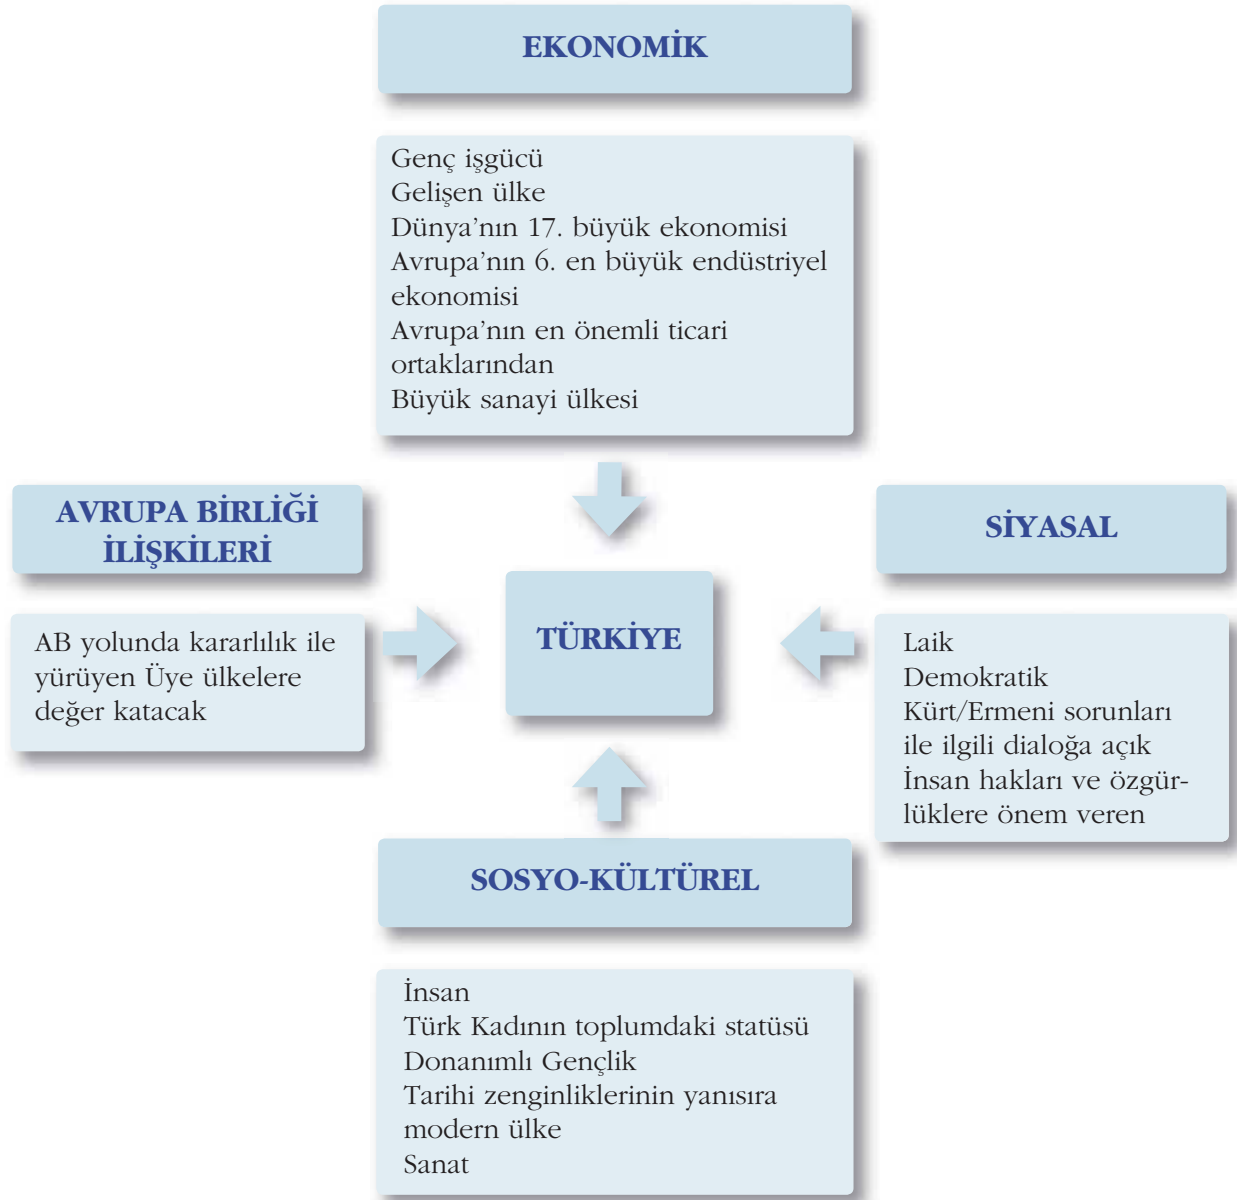 EKONOMİK
Genç işgücü
Gelişen ülke
Dünya’nın 17. büyük ekonomisi
Avrupa’nın 6. en büyük endüstriyel
ekonomisi
Avrupa’nın en önemli ticari
ortaklarından
Büyük sanayi ülkesi
AVRUPA BİRLİĞİ
İLİŞKİLERİ
AB yolunda kararlılık ile
yürüyen Üye ülkelere
değer katacak
TÜRKİYE
SİYASAL
Laik
Demokratik
Kürt/Ermeni sorunları
ile ilgili dialoğa açık
İnsan hakları ve özgür-
lüklere önem veren
SOSYO-KÜLTÜREL
İnsan
Türk Kadının toplumdaki statüsü
Donanımlı Gençlik
Tarihi zenginliklerinin yanısıra
modern ülke
Sanat